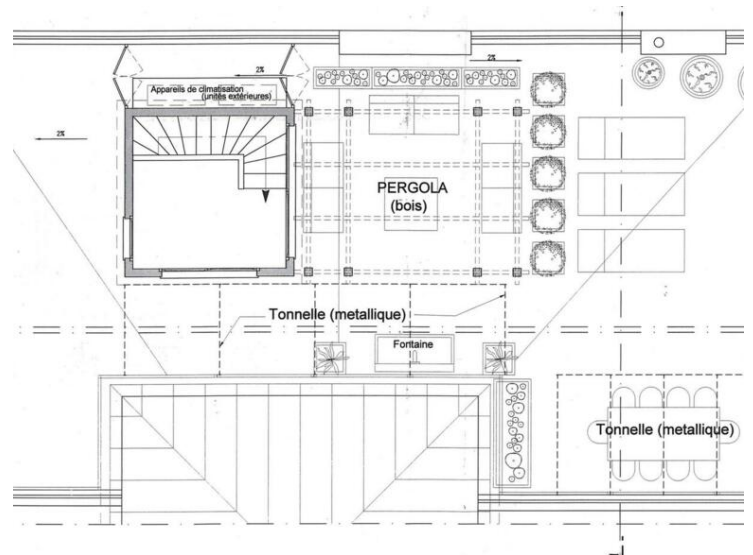 2%
2%
Appareils de climatisation
(unités extérieures)
2%
PERGOLA
(bois)
Tonnelle (metallique)
Fontaine
Tonnelle (metallique)